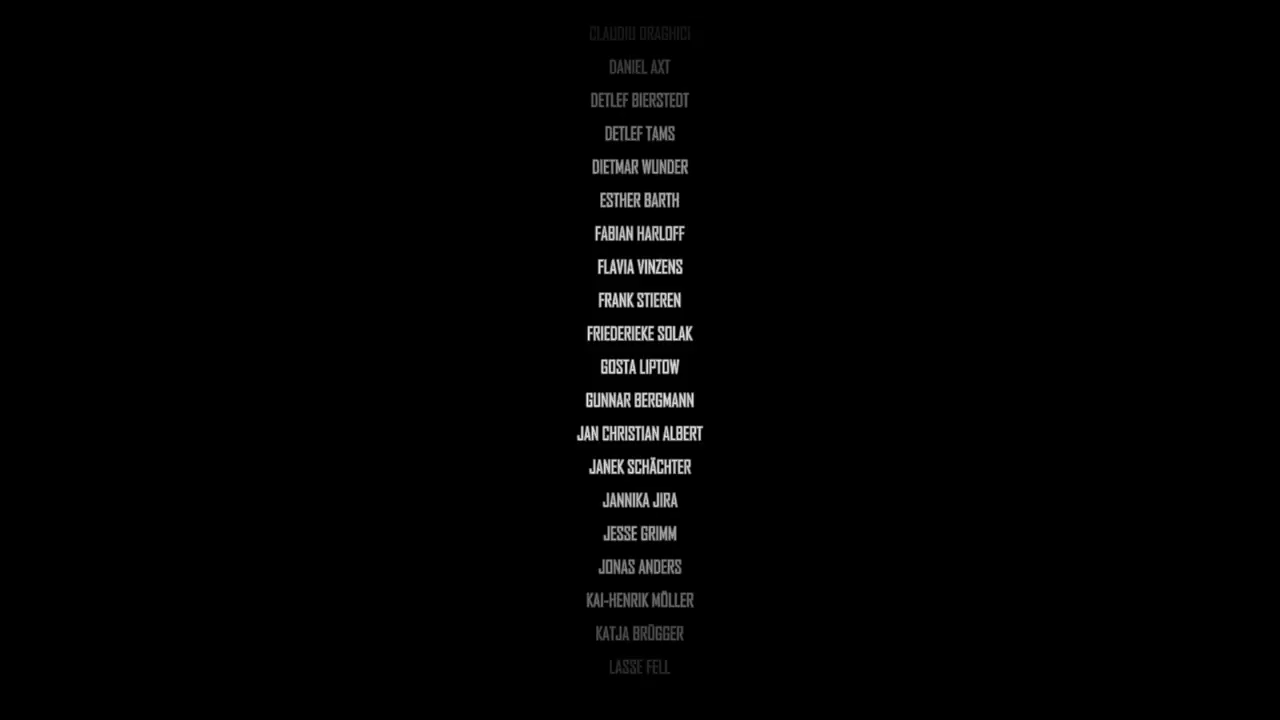 CLAUDIU DRAGHICI
DANIEL AXT
DETLEF BIERSTEDT
DETLEF TAMS
DIETMAR WUNDER
ESTHER BARTH
FABIAN HARLOFF
FLAVIA VINZENS
FRANK STIEREN
FRIEDERIEKE SOLAK
GOSTA LIPTOW
GUNNAR BERGMANN
JAN CHRISTIAN ALBERT
JANEK SCHÄCHTER
JANNIKA JIRA
JESSE GRIMM
JONAS ANDERS
KAI-HENRIK MÖLLER
KATJA BRÜGGER
LASSE FELL